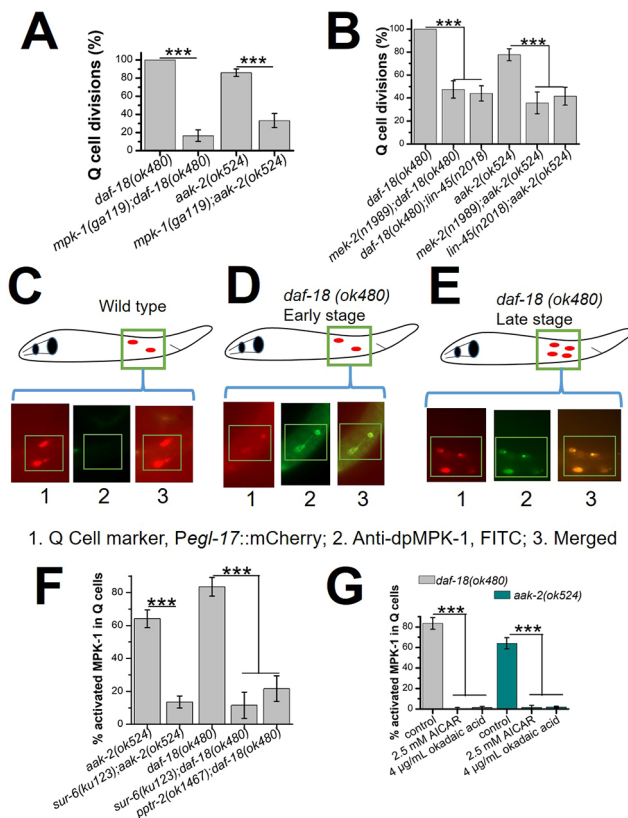 A
Q cell divisions (%)
100
80
60
40
20
0
***
***
daf-18(ok480)
mpk-1(ga119);daf-18(ok480)
aak-2(ok524)
mpk-1(ga119);aak-2(ok524)
B
Q cell divisions (%)
100
80
60
40
20
0
***
***
daf-18(ok480)
mek-2(n1989);daf-18(ok480)
daf-18(ok480);lin-45(n2018)
aak-2(ok524)
mek-2(n1989);aak-2(ok524)
lin-45(n2018);aak-2(ok524)
C
Wild type
1 2 3
D
daf-18 (ok480)
Early stage
1 2 3
E
daf-18 (ok480)
Late stage
1 2 3
1. Q Cell marker, Pegl-17::mCherry; 2. Anti-dpMPK-1, FITC; 3. Merged
F
% activated MPK-1 in Q cells
100
80
60
40
20
0
***
***
aak-2(ok524)
sur-6(ku123);aak-2(ok524)
daf-18(ok480)
sur-6(ku123);daf-18(ok480)
pptr-2(ok1467);daf-18(ok480)
G
daf-18(ok480)
aak-2(ok524)
% activated MPK-1 in Q cells
80
60
40
20
0
***
***
control
2.5 mM AICAR
4 µg/mL okadaic acid
control
2.5 mM AICAR
4 µg/mL okadaic acid